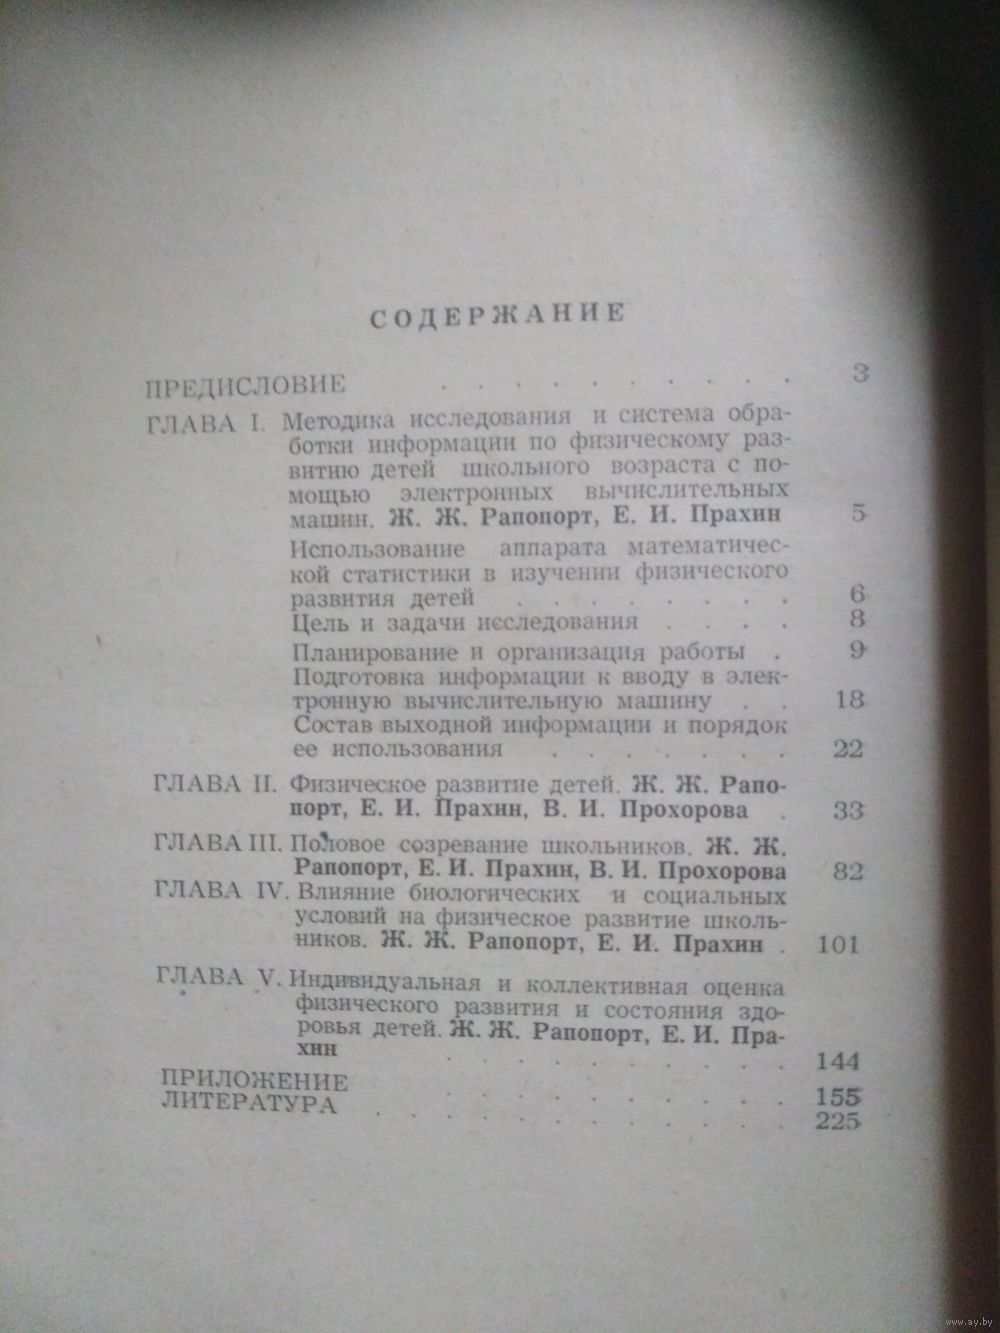 СОДЕРЖАНИЕ
ПРЕДИСЛОВИЕ . . . . . . . . . . 3
ГЛАВА I. Методика исследования и система обра-
ботки информации по физическому раз-
витию детей школьного возраста с по-
мощью электронных вычислительных
машин. Ж. Ж. Рапопорт, Е. И. Прахин 5
Использование аппарата математичес-
кой статистики в изучении физического
развития детей . . . . . . . . 6
Цель и задачи исследования . . . . 8
Планирование и организация работы . 9
Подготовка информации к вводу в элек-
тронную вычислительную машину . . 18
Состав выходной информации и порядок
ее использования . . . . . . . 22
ГЛАВА II. Физическое развитие детей. Ж. Ж. Рапо-
порт, Е. И. Прахин, В. И. Прохорова . 33
ГЛАВА III. Половое созревание школьников. Ж. Ж.
Рапопорт, Е. И. Прахин, В. И. Прохорова 82
ГЛАВА IV. Влияние биологических и социальных
условий на физическое развитие школь-
ников. Ж. Ж. Рапопорт, Е. И. Прахин . 101
ГЛАВА V. Индивидуальная и коллективная оценка
физического развития и состояния здо-
ровья детей. Ж. Ж. Рапопорт, Е. И. Пра-
хин . . . . . . . . . . 144
ПРИЛОЖЕНИЕ . . . . . . . . . . 155
ЛИТЕРАТУРА . . . . . . . . . . . 225
www.ay.by